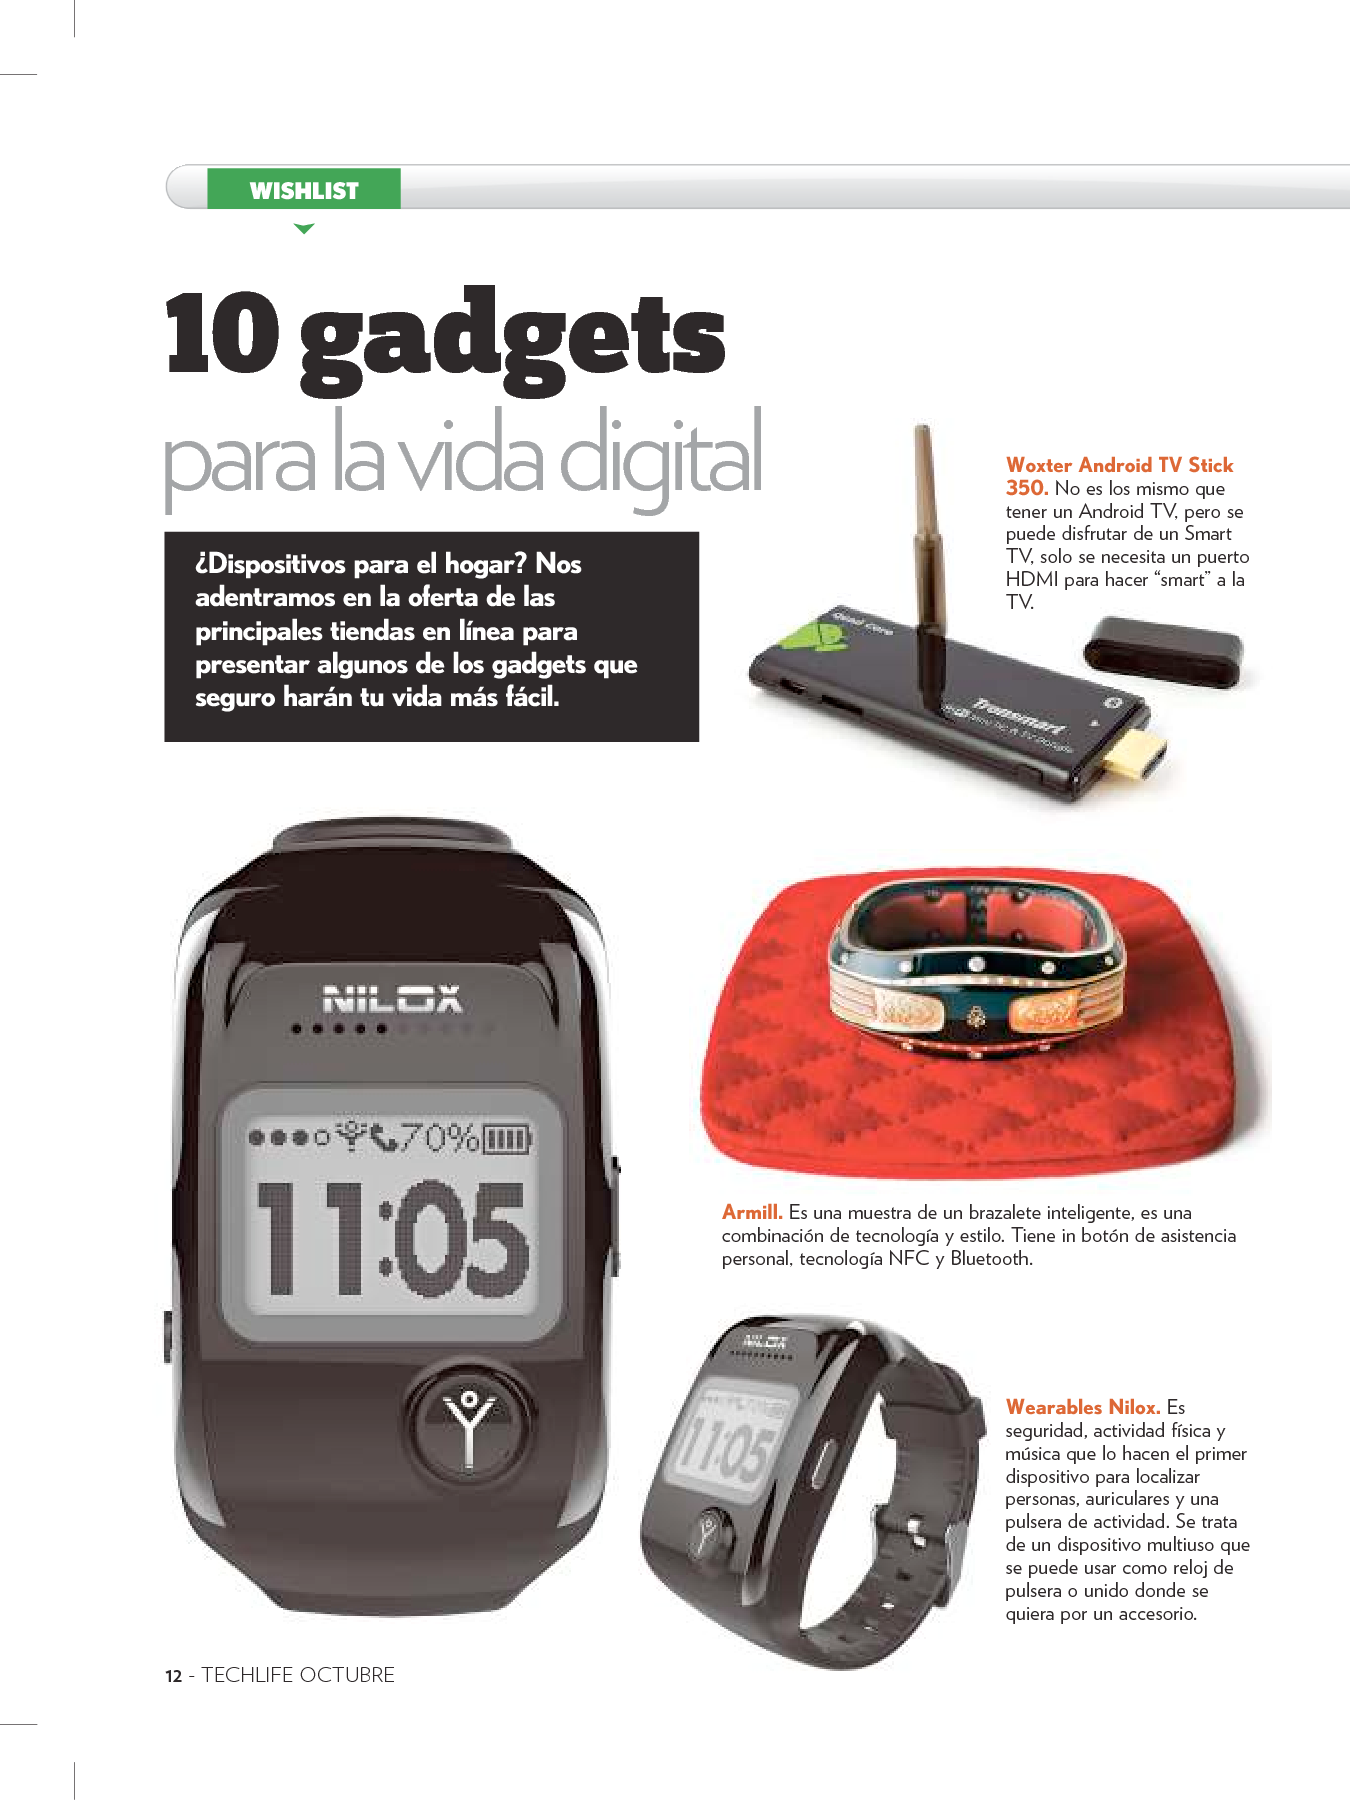 WISHLIST
10 gadgets
para la vida digital
¿Dispositivos para el hogar? Nos
adentramos en la oferta de las
principales tiendas en línea para
presentar algunos de los gadgets que
seguro harán tu vida más fácil.
Woxter Android TV Stick
350. No es los mismo que
tener un Android TV, pero se
puede disfrutar de un Smart
TV, solo se necesita un puerto
HDMI para hacer “smart” a la
TV.
Quad Core
Tronsmart
NILOX
70%
11:05
Armill. Es una muestra de un brazalete inteligente, es una
combinación de tecnología y estilo. Tiene in botón de asistencia
personal, tecnología NFC y Bluetooth.
NILOX
11:05
Wearables Nilox. Es
seguridad, actividad física y
música que lo hacen el primer
dispositivo para localizar
personas, auriculares y una
pulsera de actividad. Se trata
de un dispositivo multiuso que
se puede usar como reloj de
pulsera o unido donde se
quiera por un accesorio.
12 - TECHLIFE OCTUBRE